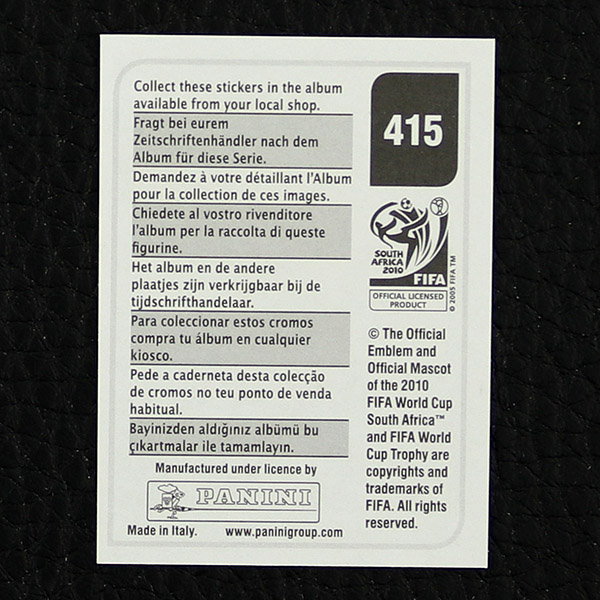 Collect these stickers in the album
available from your local shop.
Fragt bei eurem
Zeitschriftenhändler nach dem
Album für diese Serie.
Demandez à votre détaillant l'Album
pour la collection de ces images.
Chiedete al vostro rivenditore
l'album per la raccolta di queste
figurine.
Het album en de andere
plaatjes zijn verkrijgbaar bij de
tijdschrifthandelaar.
Para coleccionar estos cromos
compra tu álbum en cualquier
kiosco.
Pede a caderneta desta colecção
de cromos no teu ponto de venda
habitual.
Bayinizden aldığınız albümü bu
çıkartmalar ile tamamlayın.
Manufactured under licence by
PANINI
Made in Italy. www.paninigroup.com
415
SOUTH
AFRICA
2010
FIFA
© 2005 FIFA TM
OFFICIAL LICENSED
PRODUCT
© The Official
Emblem and
Official Mascot
of the 2010
FIFA World Cup
South Africa™
and FIFA World
Cup Trophy are
copyrights and
trademarks of
FIFA. All rights
reserved.